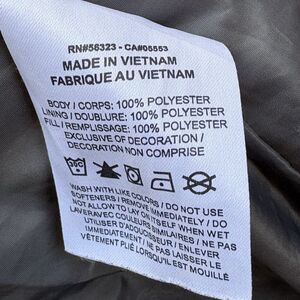 RN#56323 - CA#05553
MADE IN VIETNAM
FABRIQUE AU VIETNAM
BODY / CORPS: 100% POLYESTER
LINING / DOUBLURE: 100% POLYESTER
FILL / REMPLISSAGE: 100% POLYESTER
EXCLUSIVE OF DECORATION /
DECORATION NON COMPRISE
WASH WITH LIKE COLORS / DO NOT USE
SOFTENERS / REMOVE IMMEDIATELY / DO
NOT ALLOW TO LAY ON ITSELF WHEN WET
LAVER AVEC COULEURS SIMILAIRES / NE PAS
UTILISER D'ADOUCISSEUR / ENLEVER
IMMÉDIATEMENT / NE PAS LAISSER LE
VÊTEMENT PLIÉ LORSQU'IL EST MOUILLÉ